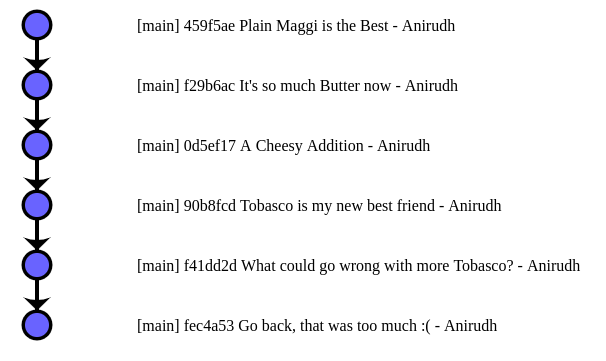 [main] 459f5ae Plain Maggi is the Best - Anirudh
[main] f29b6ac It's so much Butter now - Anirudh
[main] 0d5ef17 A Cheesy Addition - Anirudh
[main] 90b8fcd Tobasco is my new best friend - Anirudh
[main] f41dd2d What could go wrong with more Tobasco? - Anirudh
[main] fec4a53 Go back, that was too much :( - Anirudh